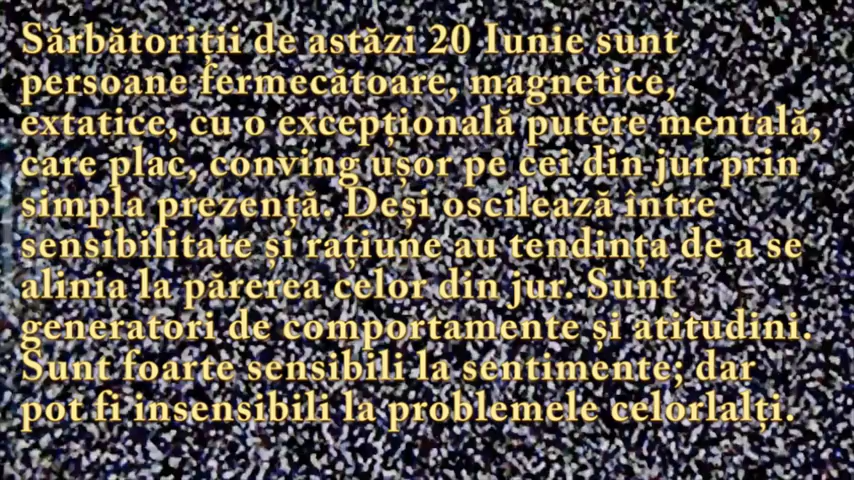 Sărbătoriții de astăzi 20 Iunie sunt
persoane fermecătoare, magnetice,
extatice, cu o excepțională putere mentală,
care plac, conving ușor pe cei din jur prin
simpla prezență. Deși oscilează între
sensibilitate și rațiune au tendința de a se
alinia la părerea celor din jur. Sunt
generatori de comportamente și atitudini.
Sunt foarte sensibili la sentimente; dar
pot fi insensibili la problemele celorlalți.